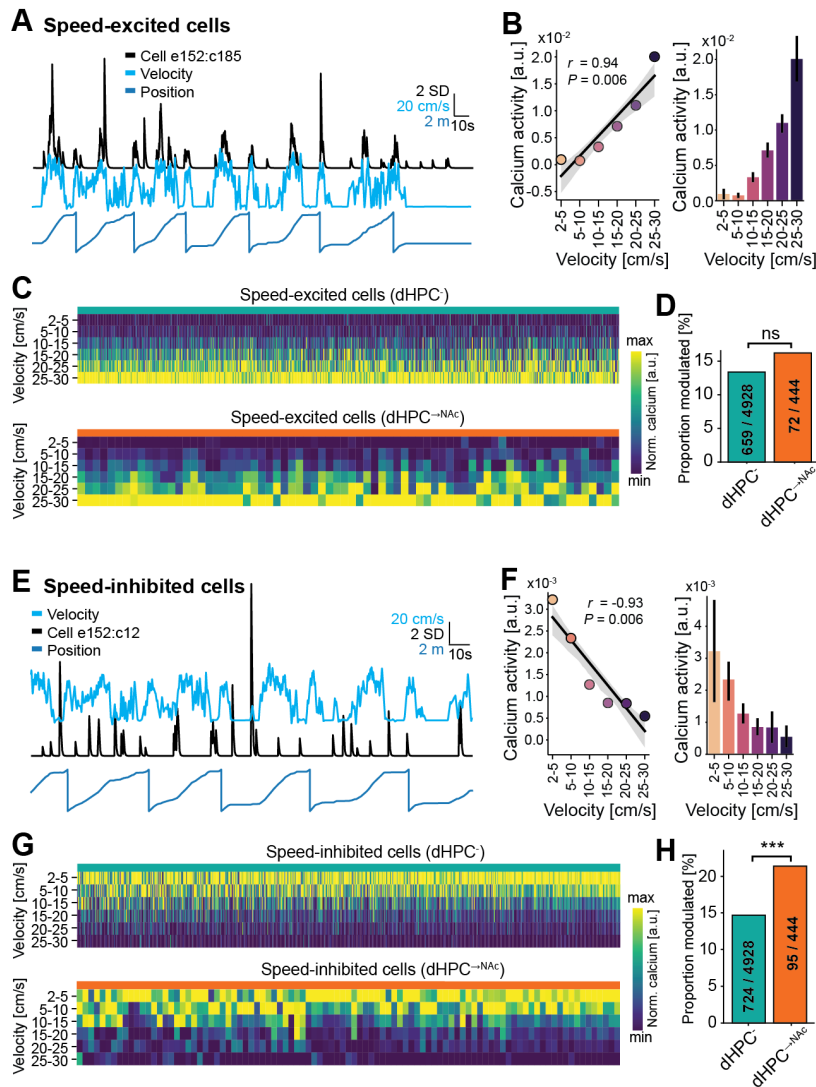 A Speed-excited cells
Cell e152:c185
Velocity
Position
2 SD
20 cm/s
2 m
10s
B
x10⁻²
Calcium activity [a.u.]
2.0
1.5
1.0
0.5
0.0
-0.5
r = 0.94
P = 0.006
2-5
5-10
10-15
15-20
20-25
25-30
Velocity [cm/s]
x10⁻²
Calcium activity [a.u.]
2.0
1.5
1.0
0.5
0.0
2-5
5-10
10-15
15-20
20-25
25-30
Velocity [cm/s]
C
Speed-excited cells (dHPC⁻)
Velocity [cm/s]
2-5
5-10
10-15
15-20
20-25
25-30
Speed-excited cells (dHPC→NAc)
Velocity [cm/s]
2-5
5-10
10-15
15-20
20-25
25-30
max
Norm. calcium [a.u.]
min
D
ns
Proportion modulated [%]
15
10
5
0
659 / 4928
72 / 444
dHPC⁻
dHPC→NAc
E Speed-inhibited cells
Velocity
Cell e152:c12
Position
20 cm/s
2 SD
2 m
10s
F
x10⁻³
Calcium activity [a.u.]
3.0
2.5
2.0
1.5
1.0
0.5
0.0
r = -0.93
P = 0.006
2-5
5-10
10-15
15-20
20-25
25-30
Velocity [cm/s]
x10⁻³
Calcium activity [a.u.]
4
3
2
1
0
2-5
5-10
10-15
15-20
20-25
25-30
Velocity [cm/s]
G
Speed-inhibited cells (dHPC⁻)
Velocity [cm/s]
2-5
5-10
10-15
15-20
20-25
25-30
Speed-inhibited cells (dHPC→NAc)
Velocity [cm/s]
2-5
5-10
10-15
15-20
20-25
25-30
max
Norm. calcium [a.u.]
min
H
***
Proportion modulated [%]
20
15
10
5
0
724 / 4928
95 / 444
dHPC⁻
dHPC→NAc